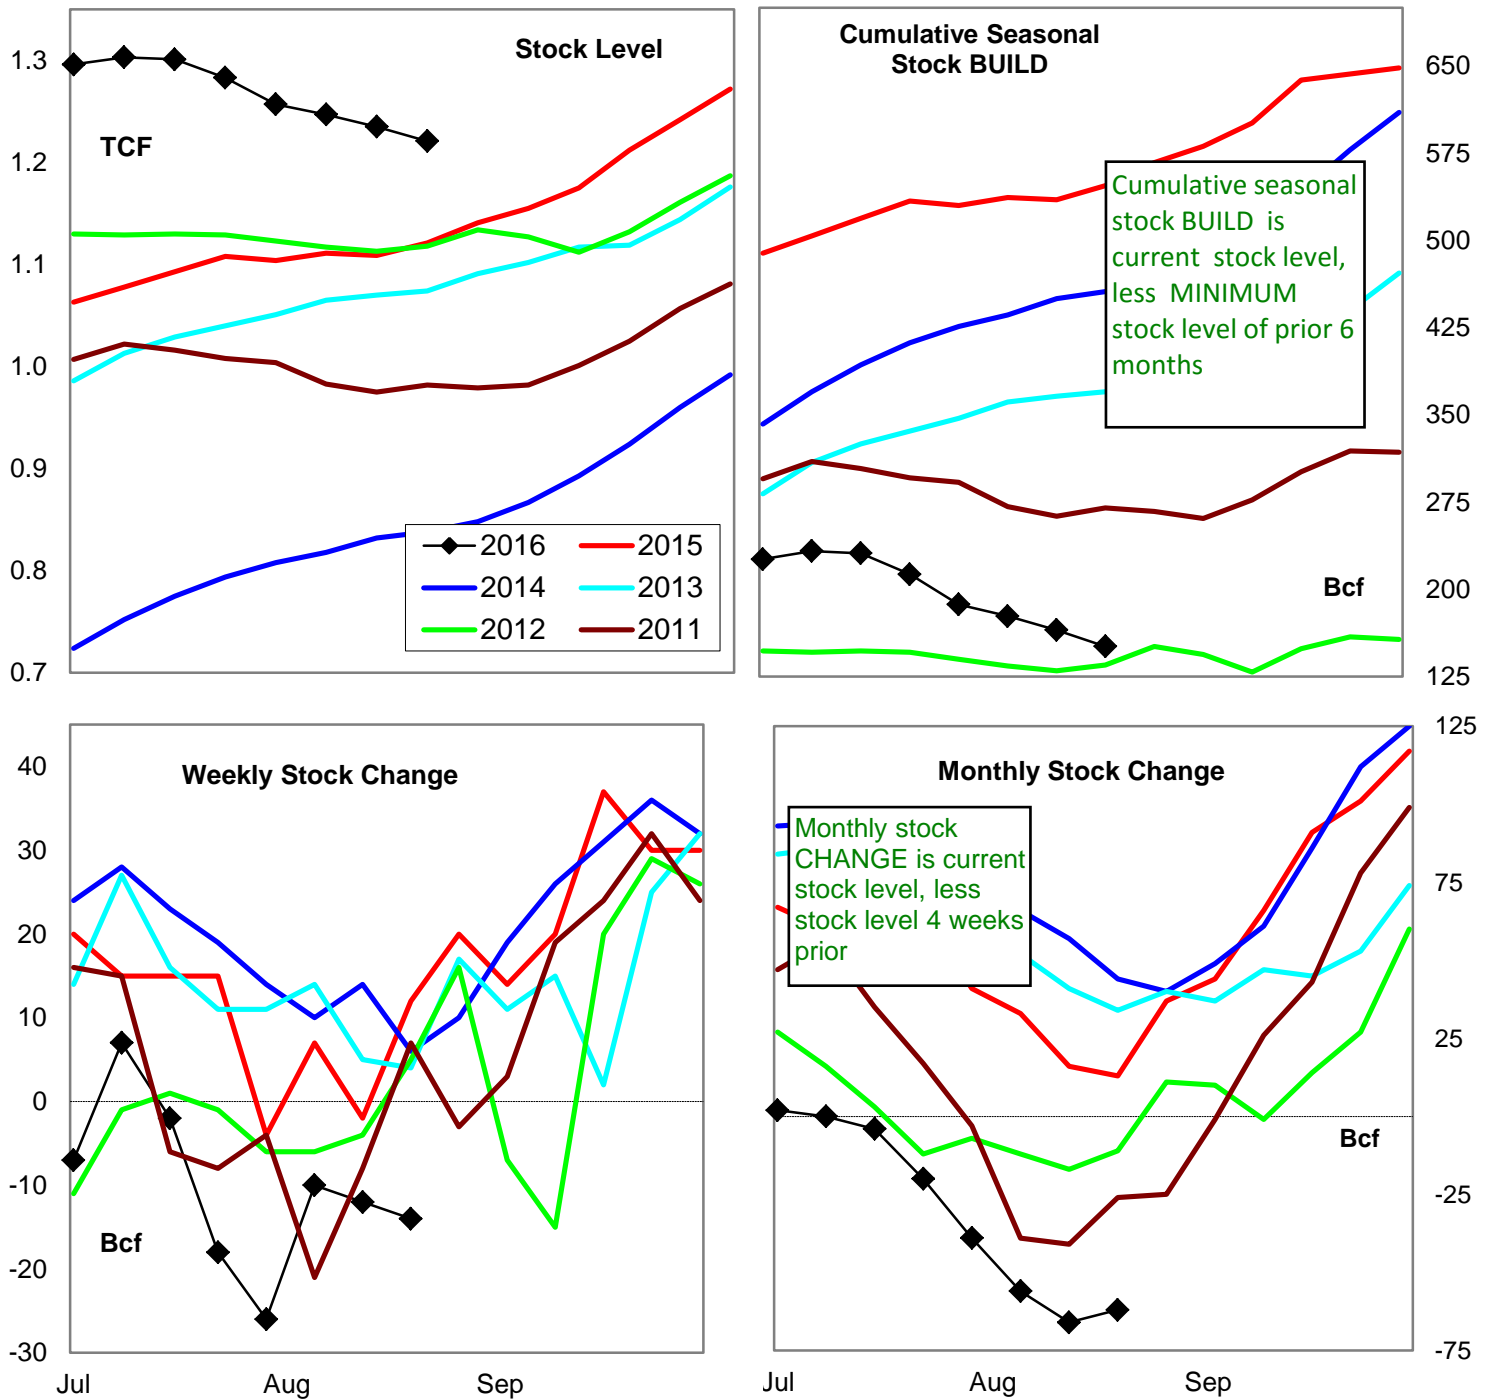 Stock Level
TCF
1.3
1.2
1.1
1.0
0.9
0.8
0.7
2016
2015
2014
2013
2012
2011
Cumulative Seasonal
Stock BUILD
650
575
500
425
350
275
200
125
Cumulative seasonal
stock BUILD is
current stock level,
less MINIMUM
stock level of prior 6
months
Bcf
Weekly Stock Change
40
30
20
10
0
-10
-20
-30
Bcf
Jul
Aug
Sep
Monthly Stock Change
125
75
25
-25
-75
Monthly stock
CHANGE is current
stock level, less
stock level 4 weeks
prior
Bcf
Jul
Aug
Sep